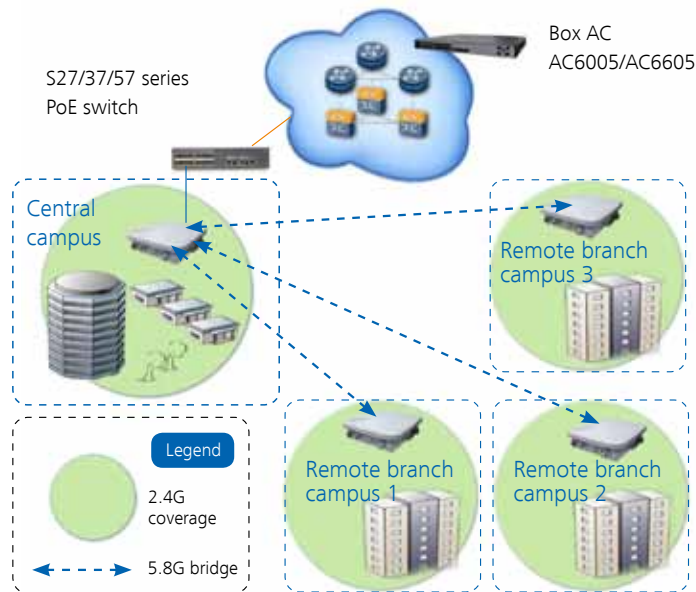 Box AC
AC6005/AC6605
S27/37/57 series
PoE switch
Central
campus
Remote branch
campus 3
Legend
2.4G
coverage
5.8G bridge
Remote branch
campus 1
Remote branch
campus 2